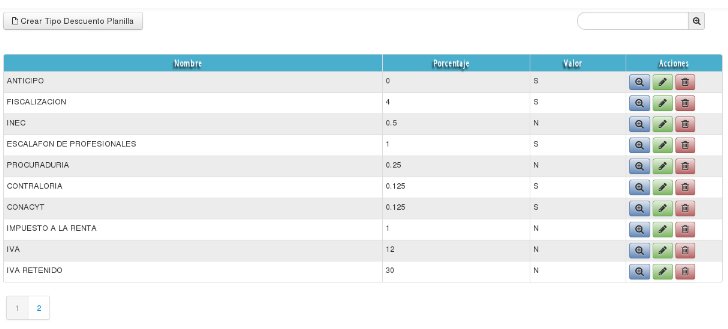 Crear Tipo Descuento Planilla
Nombre Porcentaje Valor Acciones
ANTICIPO 0 S
FISCALIZACION 4 S
INEC 0.5 N
ESCALAFON DE PROFESIONALES 1 S
PROCURADURIA 0.25 N
CONTRALORIA 0.125 S
CONACYT 0.125 S
IMPUESTO A LA RENTA 1 N
IVA 12 N
IVA RETENIDO 30 N
1 2